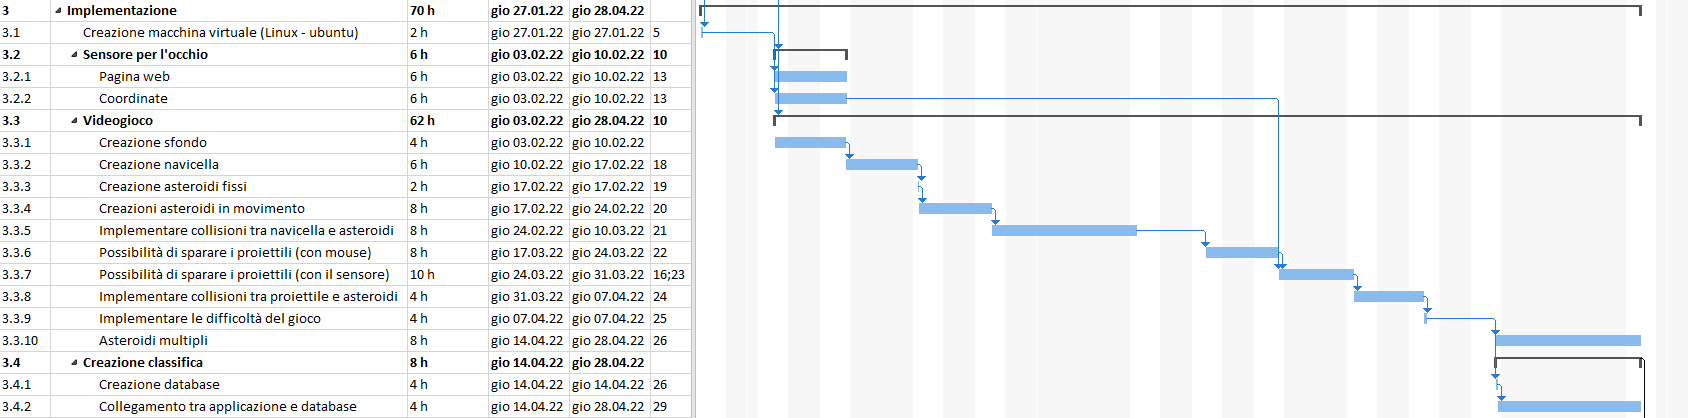 3 Implementazione 70 h gio 27.01.22 gio 28.04.22
3.1 Creazione macchina virtuale (Linux - ubuntu) 2 h gio 27.01.22 gio 27.01.22 5
3.2 Sensore per l'occhio 6 h gio 03.02.22 gio 10.02.22 10
3.2.1 Pagina web 6 h gio 03.02.22 gio 10.02.22 13
3.2.2 Coordinate 6 h gio 03.02.22 gio 10.02.22 13
3.3 Videogioco 62 h gio 03.02.22 gio 28.04.22 10
3.3.1 Creazione sfondo 4 h gio 03.02.22 gio 10.02.22
3.3.2 Creazione navicella 6 h gio 10.02.22 gio 17.02.22 18
3.3.3 Creazione asteroidi fissi 2 h gio 17.02.22 gio 17.02.22 19
3.3.4 Creazioni asteroidi in movimento 8 h gio 17.02.22 gio 24.02.22 20
3.3.5 Implementare collisioni tra navicella e asteroidi 8 h gio 24.02.22 gio 10.03.22 21
3.3.6 Possibilità di sparare i proiettili (con mouse) 8 h gio 17.03.22 gio 24.03.22 22
3.3.7 Possibilità di sparare i proiettili (con il sensore) 10 h gio 24.03.22 gio 31.03.22 16;23
3.3.8 Implementare collisioni tra proiettile e asteroidi 4 h gio 31.03.22 gio 07.04.22 24
3.3.9 Implementare le difficoltà del gioco 4 h gio 07.04.22 gio 07.04.22 25
3.3.10 Asteroidi multipli 8 h gio 14.04.22 gio 28.04.22 26
3.4 Creazione classifica 8 h gio 14.04.22 gio 28.04.22
3.4.1 Creazione database 4 h gio 14.04.22 gio 14.04.22 26
3.4.2 Collegamento tra applicazione e database 4 h gio 14.04.22 gio 28.04.22 29